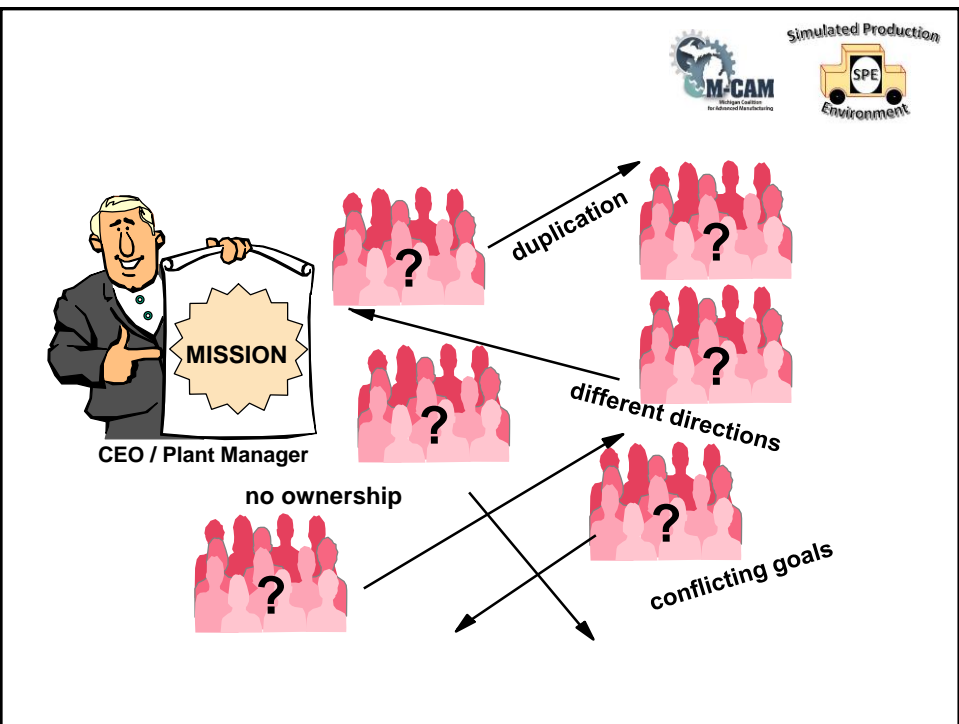 Simulated Production
SPE
Environment
M-CAM
Michigan Coalition
for Advanced Manufacturing
?
?
duplication
?
?
MISSION
?
different directions
CEO / Plant Manager
no ownership
?
?
conflicting goals